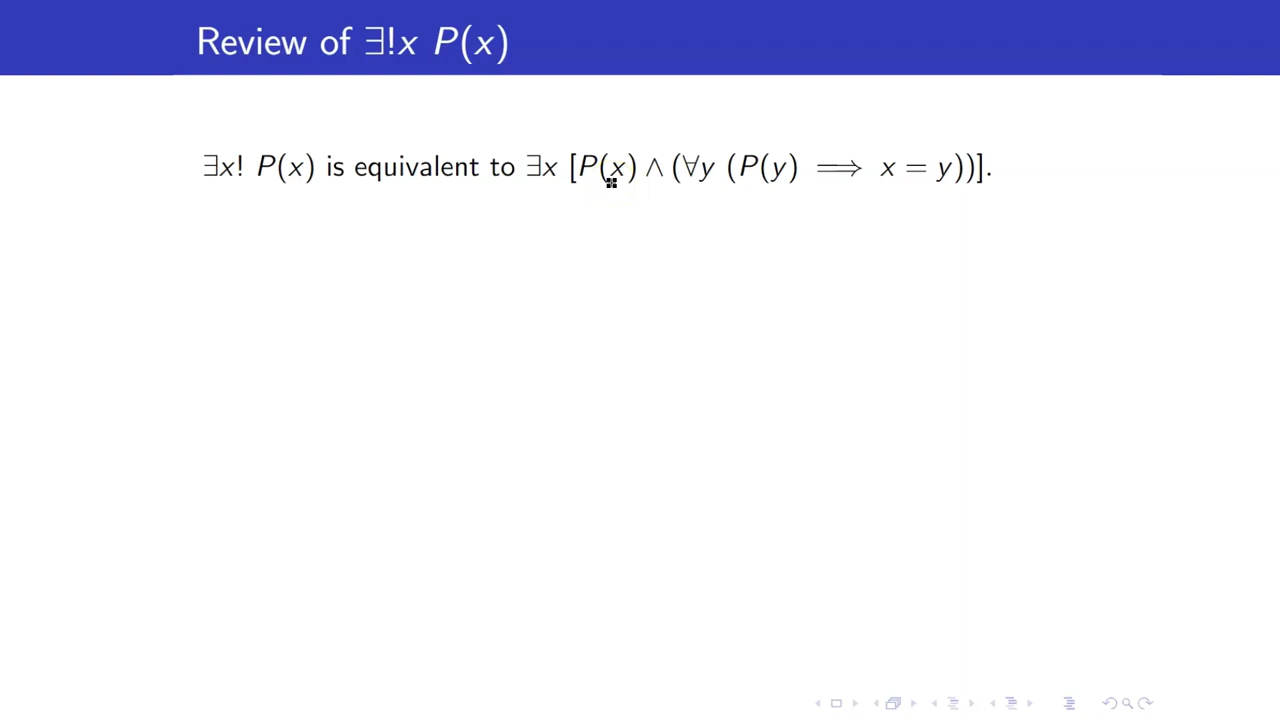 Review of ∃!x P(x)
∃x! P(x) is equivalent to ∃x [P(x) ∧ (∀y (P(y) ⟹ x = y))].